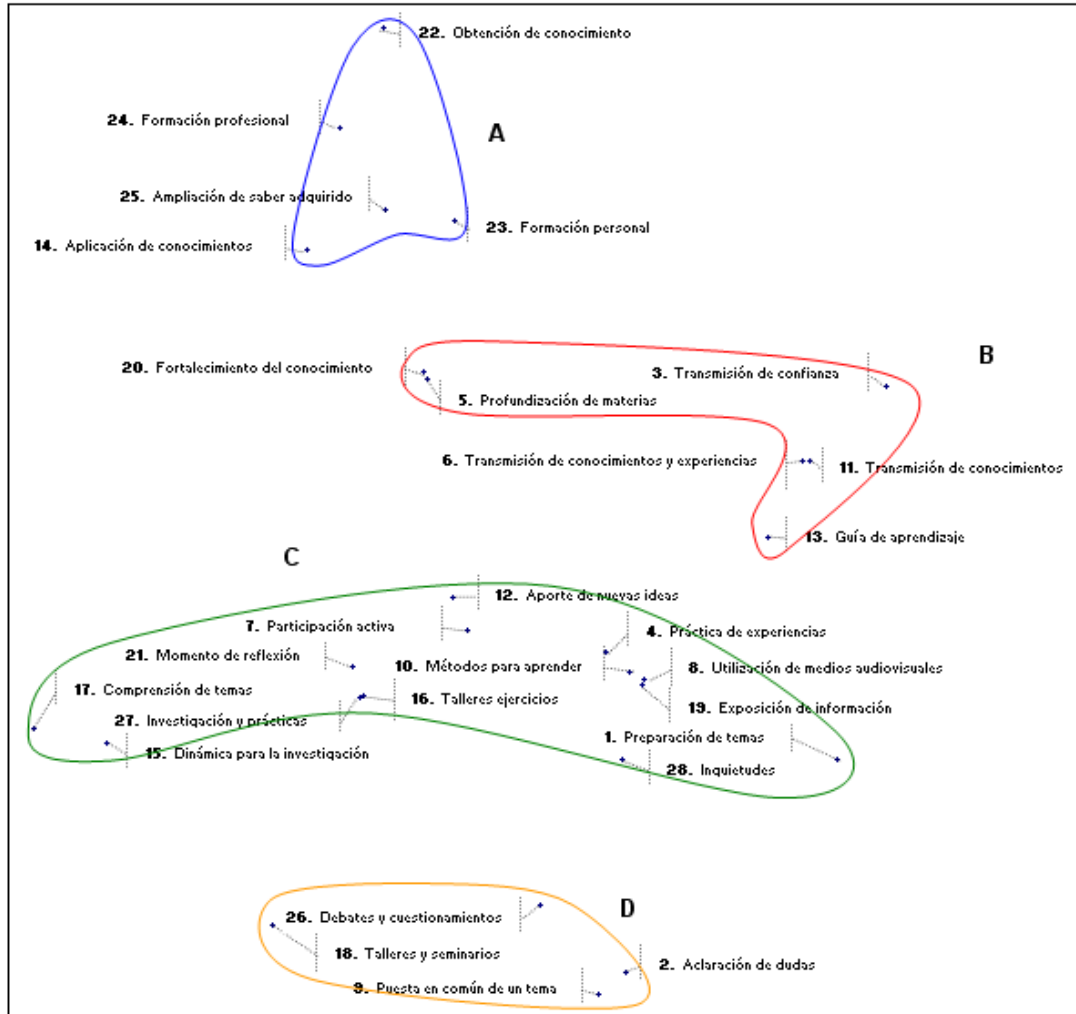 22. Obtención de conocimiento
24. Formación profesional
A
25. Ampliación de saber adquirido
23. Formación personal
14. Aplicación de conocimientos
B
20. Fortalecimiento del conocimiento
3. Transmisión de confianza
5. Profundización de materias
6. Transmisión de conocimientos y experiencias
11. Transmisión de conocimientos
13. Guía de aprendizaje
C
12. Aporte de nuevas ideas
7. Participación activa
4. Práctica de experiencias
21. Momento de reflexión
10. Métodos para aprender
8. Utilización de medios audiovisuales
17. Comprensión de temas
16. Talleres ejercicios
19. Exposición de información
27. Investigación y prácticas
1. Preparación de temas
15. Dinámica para la investigación
28. Inquietudes
D
26. Debates y cuestionamientos
18. Talleres y seminarios
2. Aclaración de dudas
9. Puesta en común de un tema